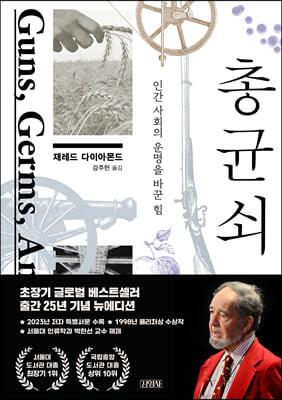 Guns, Germs, An
총 균 쇠
인간 사회의 운명을 바꾼 힘
재레드 다이아몬드
강주헌 옮김
초장기 글로벌 베스트셀러
출간 25년 기념 뉴에디션
★ 2023년 저자 특별서문 수록 ★ 1998년 퓰리처상 수상작
★ 서울대 인류학과 박한선 교수 해제
서울대
도서관 대출
최장기 1위
국립중앙
도서관 대출
상위 10위
김영사